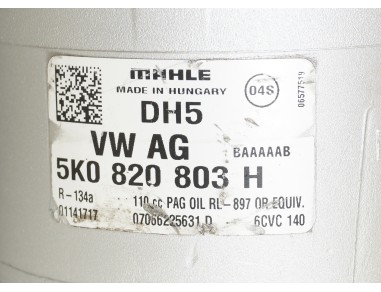 MAHLE
MADE IN HUNGARY
04S
06577519
DH5
VW AG BAAAAAB
5K0 820 803 H
R-134a 110 cc PAG OIL RL-897 OR EQUIV.
01141717 07066225631 D 6CVC 140